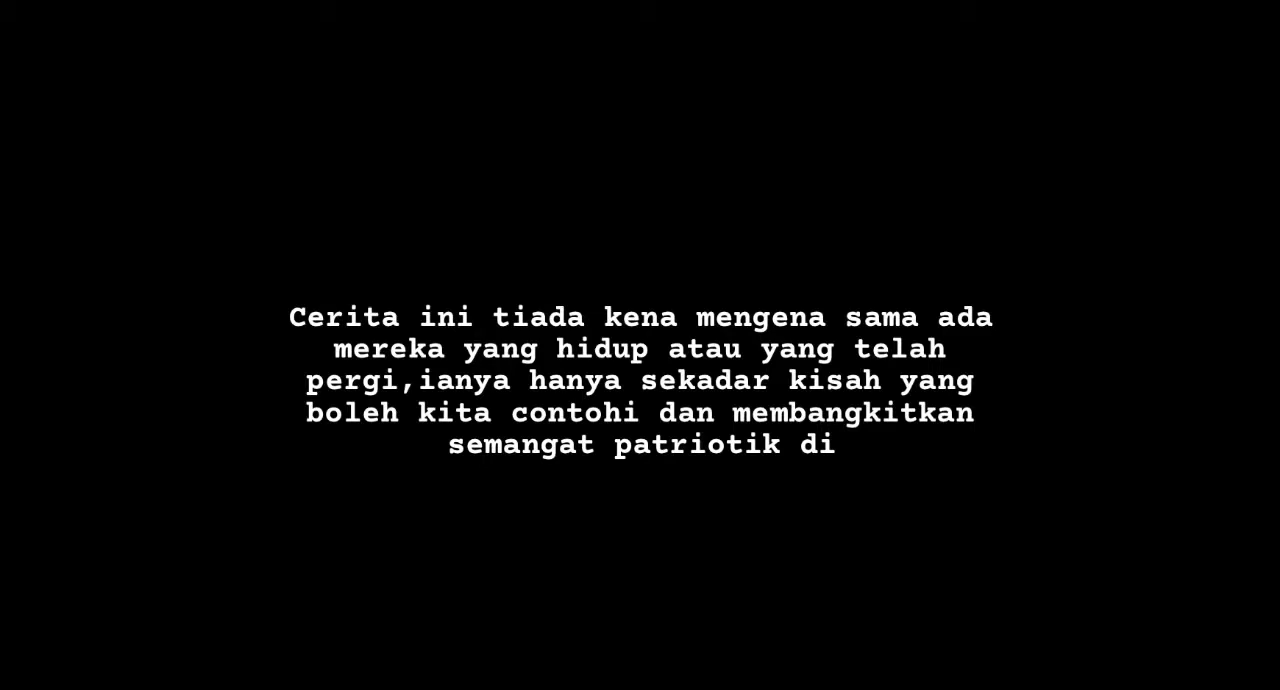 Cerita ini tiada kena mengena sama ada
mereka yang hidup atau yang telah
pergi,ianya hanya sekadar kisah yang
boleh kita contohi dan membangkitkan
semangat patriotik di